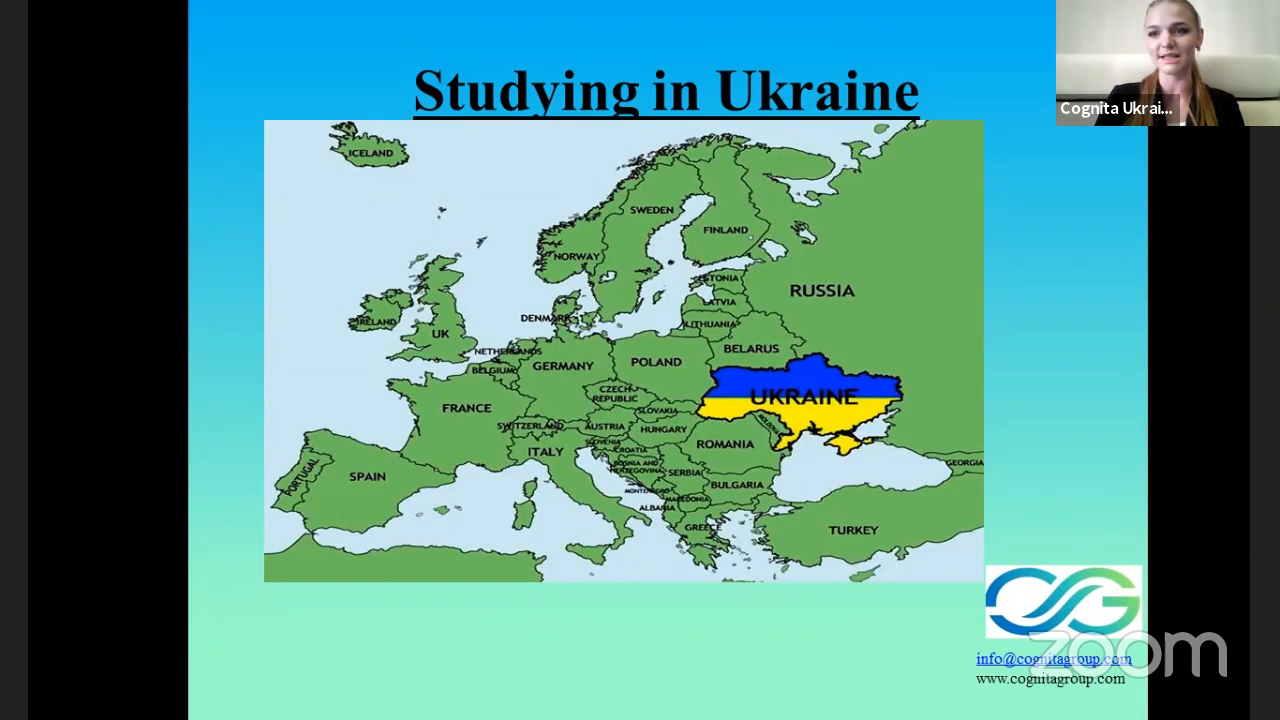 Studying in Ukraine
Cognita Ukrai...
ICELAND
SWEDEN
FINLAND
NORWAY
ESTONIA
RUSSIA
LATVIA
DENMARK
IRELAND
LITHUANIA
UK
BELARUS
NETHERLANDS
GERMANY
POLAND
BELGIUM
CZECH
REPUBLIC
UKRAINE
FRANCE
SLOVAKIA
SWITZERLAND
AUSTRIA
HUNGARY
MOLDOVA
SLOVENIA
ROMANIA
ITALY
CROATIA
BOSNIA AND
HERZEGOVINA
GEORGIA
PORTUGAL
SPAIN
SERBIA
BULGARIA
MONTENEGRO
MACEDONIA
ALBANIA
GREECE
TURKEY
zoom
info@cognitagroup.com
www.cognitagroup.com